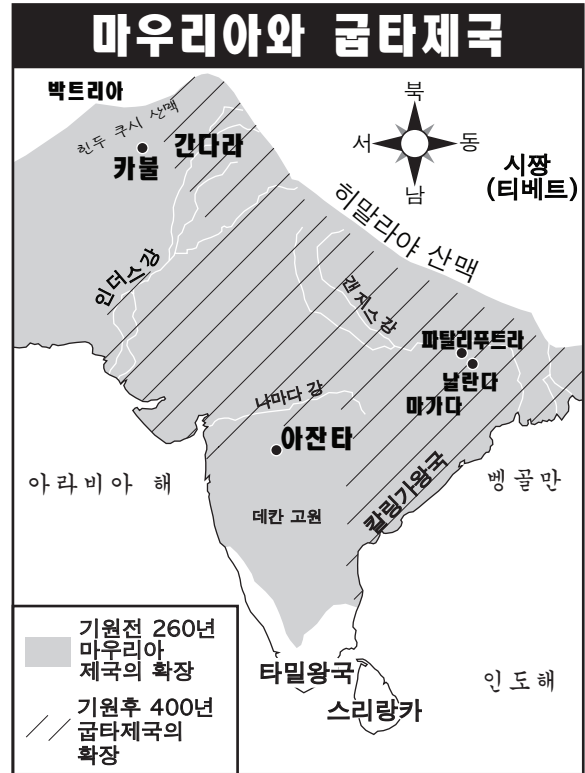 마우리아와 굽타제국
박트리아
힌두 쿠시 산맥
카불
간다라
북
서
동
남
시짱
(티베트)
히말라야 산맥
인더스강
갠지스강
파탈리푸트라
날란다
마가다
나마다 강
아잔타
아라비아 해
벵골만
칼링가왕국
데칸 고원
기원전 260년
마우리아
제국의 확장
기원후 400년
굽타제국의
확장
타밀왕국
스리랑카
인도해